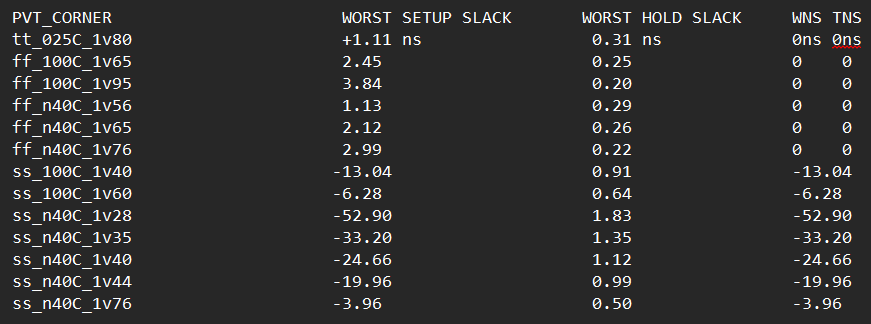 PVT_CORNER WORST SETUP SLACK WORST HOLD SLACK WNS TNS
tt_025C_1v80 +1.11 ns 0.31 ns 0ns 0ns
ff_100C_1v65 2.45 0.25 0 0
ff_100C_1v95 3.84 0.20 0 0
ff_n40C_1v56 1.13 0.29 0 0
ff_n40C_1v65 2.12 0.26 0 0
ff_n40C_1v76 2.99 0.22 0 0
ss_100C_1v40 -13.04 0.91 -13.04
ss_100C_1v60 -6.28 0.64 -6.28
ss_n40C_1v28 -52.90 1.83 -52.90
ss_n40C_1v35 -33.20 1.35 -33.20
ss_n40C_1v40 -24.66 1.12 -24.66
ss_n40C_1v44 -19.96 0.99 -19.96
ss_n40C_1v76 -3.96 0.50 -3.96